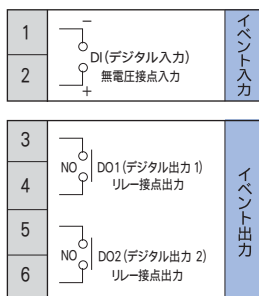 1
−
DI(デジタル入力)
無電圧接点入力
2
+
イベント入力
3
NO
DO1(デジタル出力 1)
リレー接点出力
4
5
NO
DO2(デジタル出力 2)
リレー接点出力
6
イベント出力